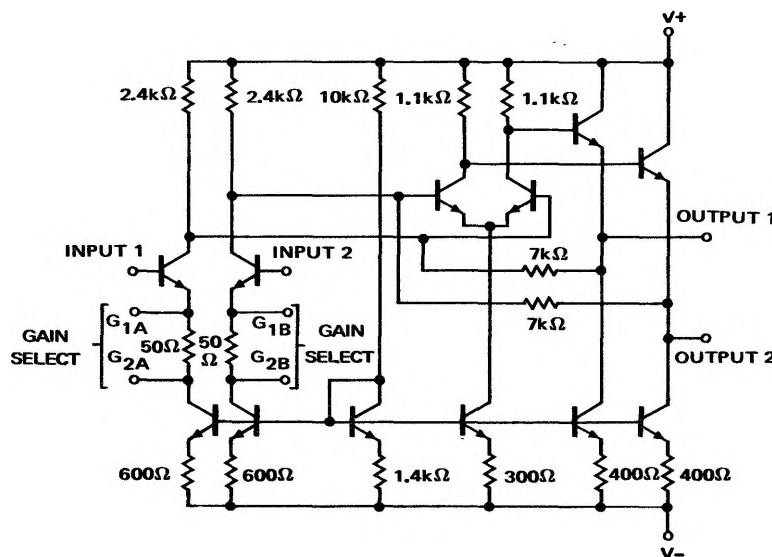 V+
2.4kΩ
2.4kΩ
10kΩ
1.1kΩ
1.1kΩ
INPUT 1
INPUT 2
OUTPUT 1
7kΩ
7kΩ
GAIN
SELECT
G1A
G2A
50Ω
50
Ω
G1B
G2B
GAIN
SELECT
OUTPUT 2
600Ω
600Ω
1.4kΩ
300Ω
400Ω
400Ω
V-